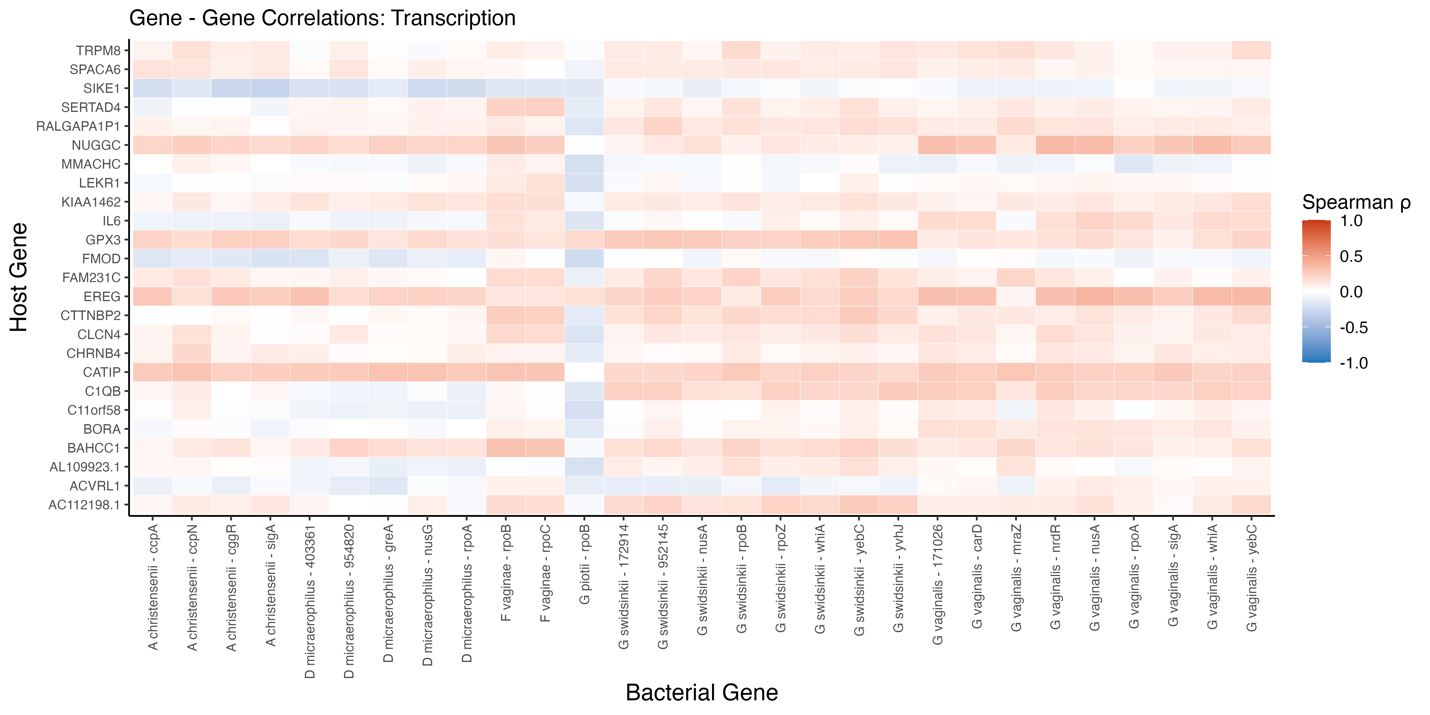 Gene - Gene Correlations: Transcription
Host Gene
TRPM8
SPACA6
SIKE1
SERTAD4
RALGAPA1P1
NUGGC
MMACHC
LEKR1
KIAA1462
IL6
GPX3
FMOD
FAM231C
EREG
CTTNBP2
CLCN4
CHRNB4
CATIP
C1QB
C11orf58
BORA
BAHCC1
AL109923.1
ACVRL1
AC112198.1
A christensenii - ccpA
A christensenii - ccpN
A christensenii - cggR
A christensenii - sigA
D micraerophilus - 403361
D micraerophilus - 954820
D micraerophilus - greA
D micraerophilus - nusG
D micraerophilus - rpoA
F vaginae - rpoB
F vaginae - rpoC
G piotii - rpoB
G swidsinkii - 172914
G swidsinkii - 952145
G swidsinkii - nusA
G swidsinkii - rpoB
G swidsinkii - rpoZ
G swidsinkii - whiA
G swidsinkii - yebC
G swidsinkii - yvhJ
G vaginalis - 171026
G vaginalis - carD
G vaginalis - mraZ
G vaginalis - nrdR
G vaginalis - nusA
G vaginalis - rpoA
G vaginalis - sigA
G vaginalis - whiA
G vaginalis - yebC
Bacterial Gene
Spearman ρ
1.0
0.5
0.0
-0.5
-1.0